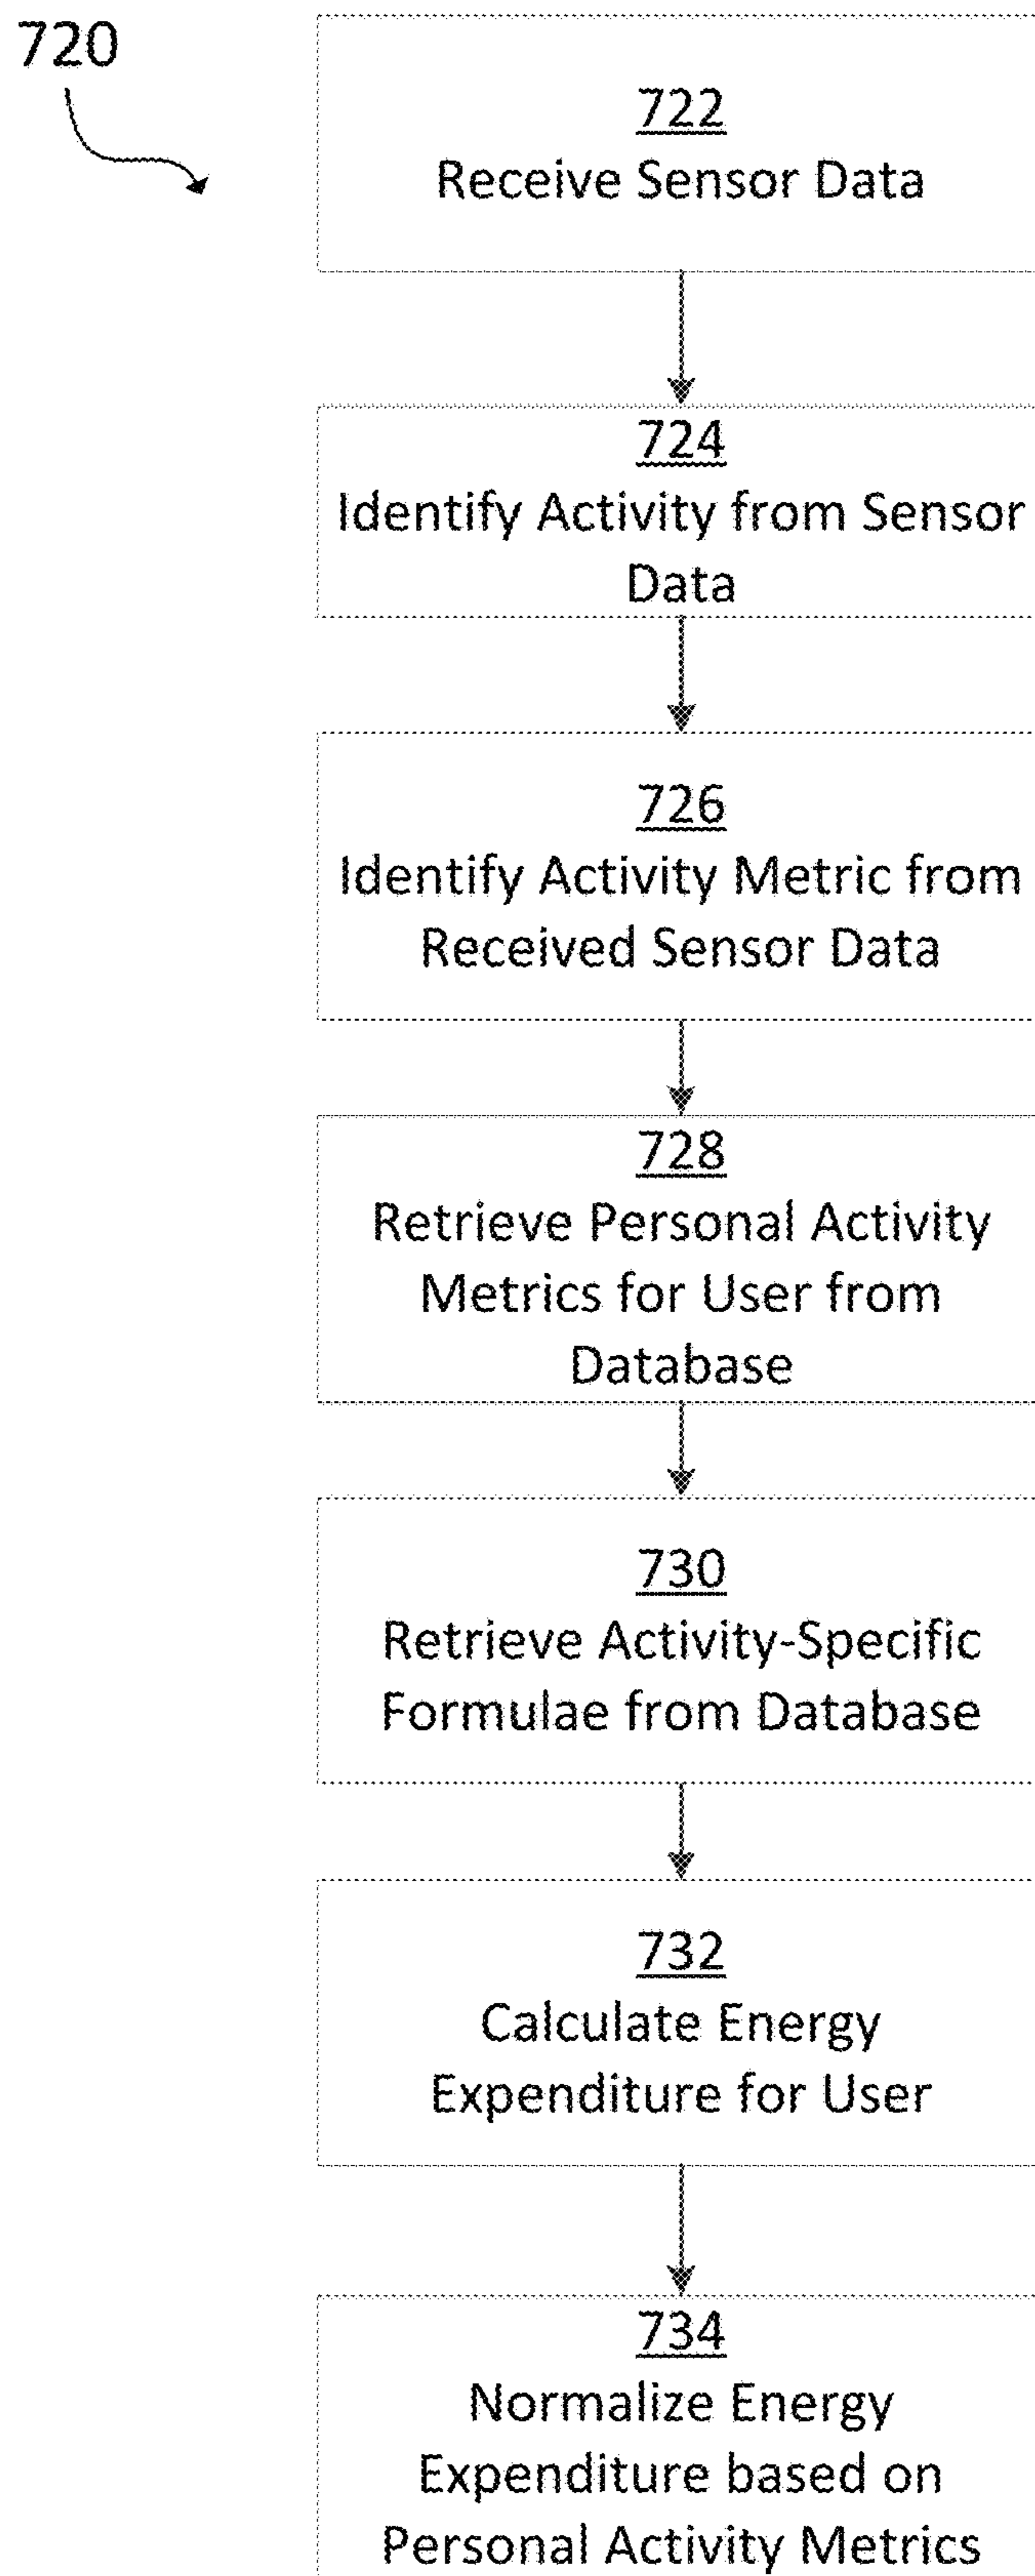 720
722
Receive Sensor Data
724
Identify Activity from Sensor
Data
726
Identify Activity Metric from
Received Sensor Data
728
Retrieve Personal Activity
Metrics for User from
Database
730
Retrieve Activity-Specific
Formulae from Database
732
Calculate Energy
Expenditure for User
734
Normalize Energy
Expenditure based on
Personal Activity Metrics